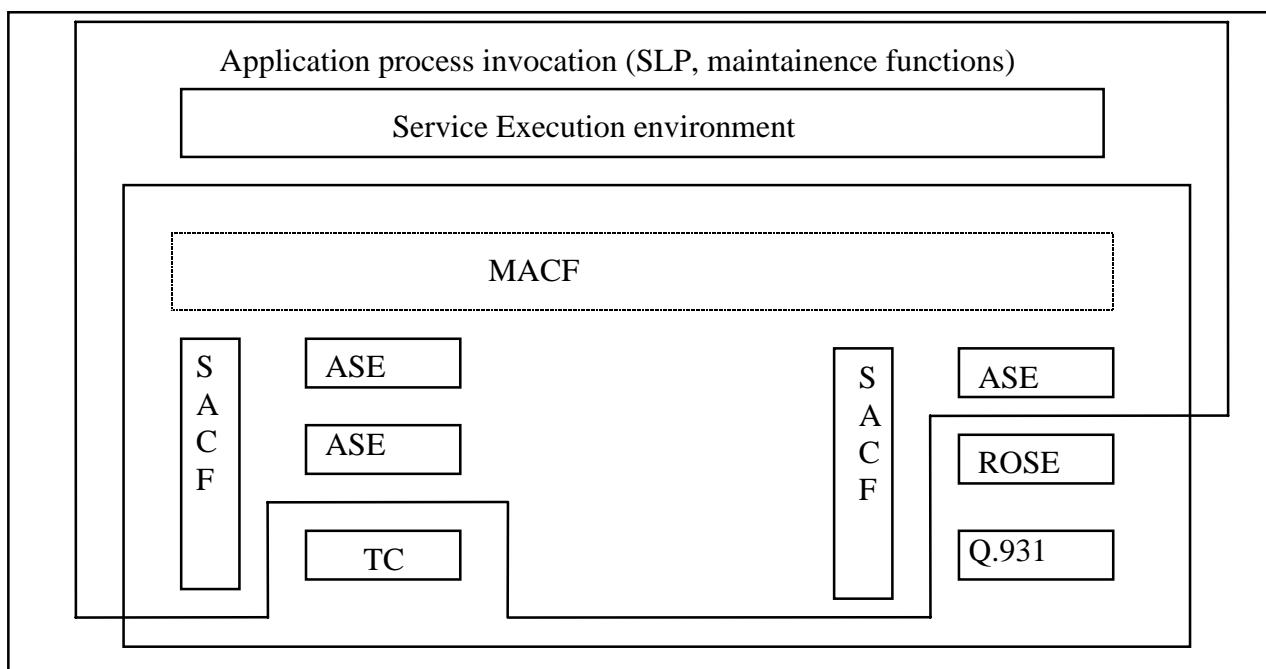 Application process invocation (SLP, maintainence functions)
Service Execution environment
MACF
S
A
C
F
ASE
ASE
TC
S
A
C
F
ASE
ROSE
Q.931